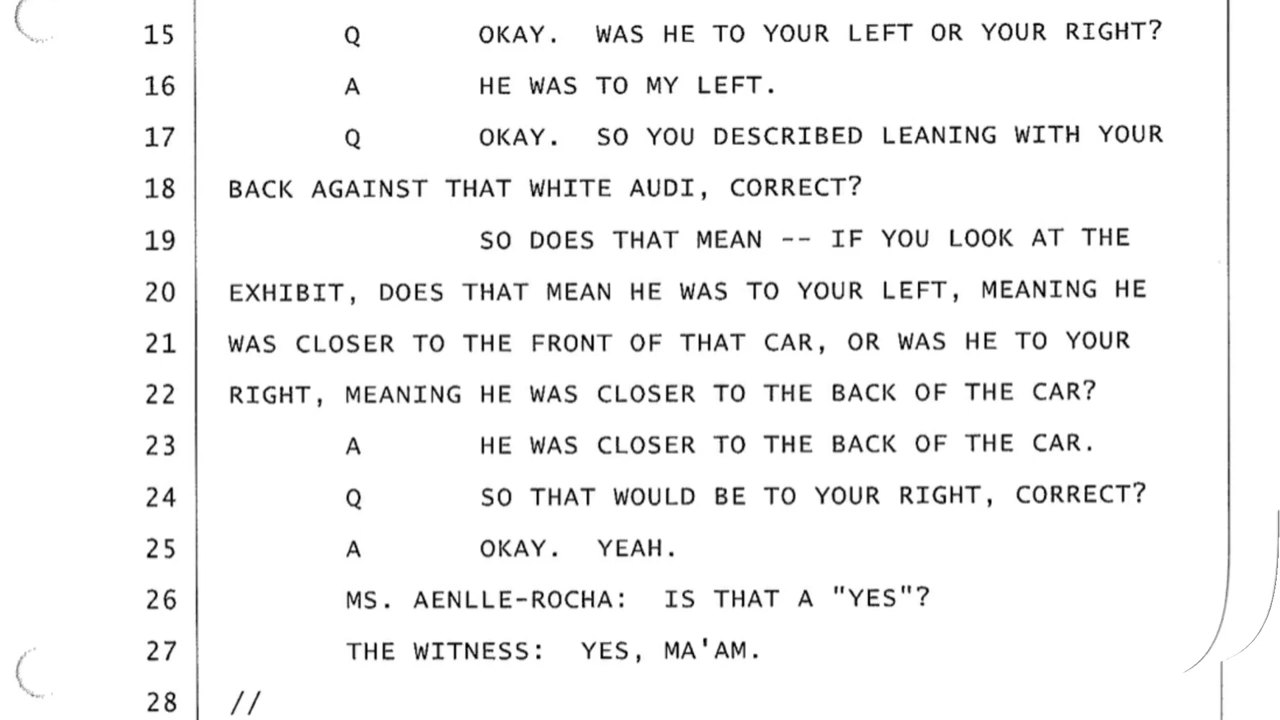 15 Q OKAY. WAS HE TO YOUR LEFT OR YOUR RIGHT?
16 A HE WAS TO MY LEFT.
17 Q OKAY. SO YOU DESCRIBED LEANING WITH YOUR
18 BACK AGAINST THAT WHITE AUDI, CORRECT?
19 SO DOES THAT MEAN -- IF YOU LOOK AT THE
20 EXHIBIT, DOES THAT MEAN HE WAS TO YOUR LEFT, MEANING HE
21 WAS CLOSER TO THE FRONT OF THAT CAR, OR WAS HE TO YOUR
22 RIGHT, MEANING HE WAS CLOSER TO THE BACK OF THE CAR?
23 A HE WAS CLOSER TO THE BACK OF THE CAR.
24 Q SO THAT WOULD BE TO YOUR RIGHT, CORRECT?
25 A OKAY. YEAH.
26 MS. AENLLE-ROCHA: IS THAT A "YES"?
27 THE WITNESS: YES, MA'AM.
28 //